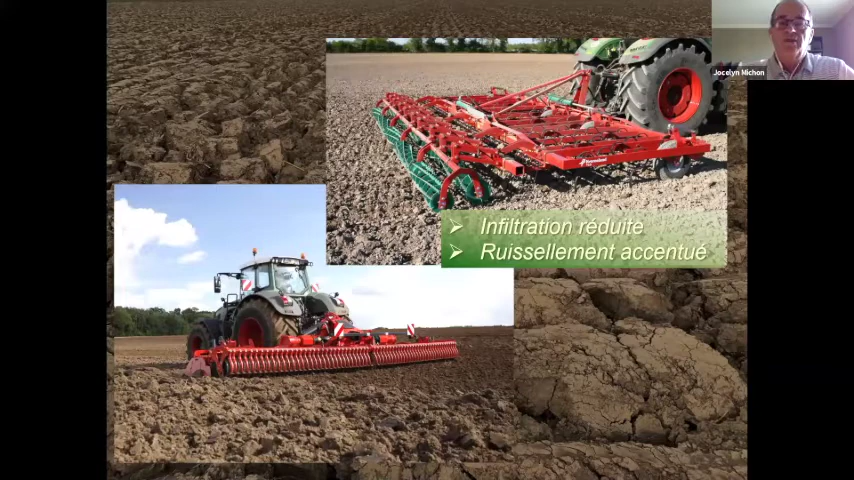 Jocelyn Michon
➢ Infiltration réduite
➢ Ruissellement accentué